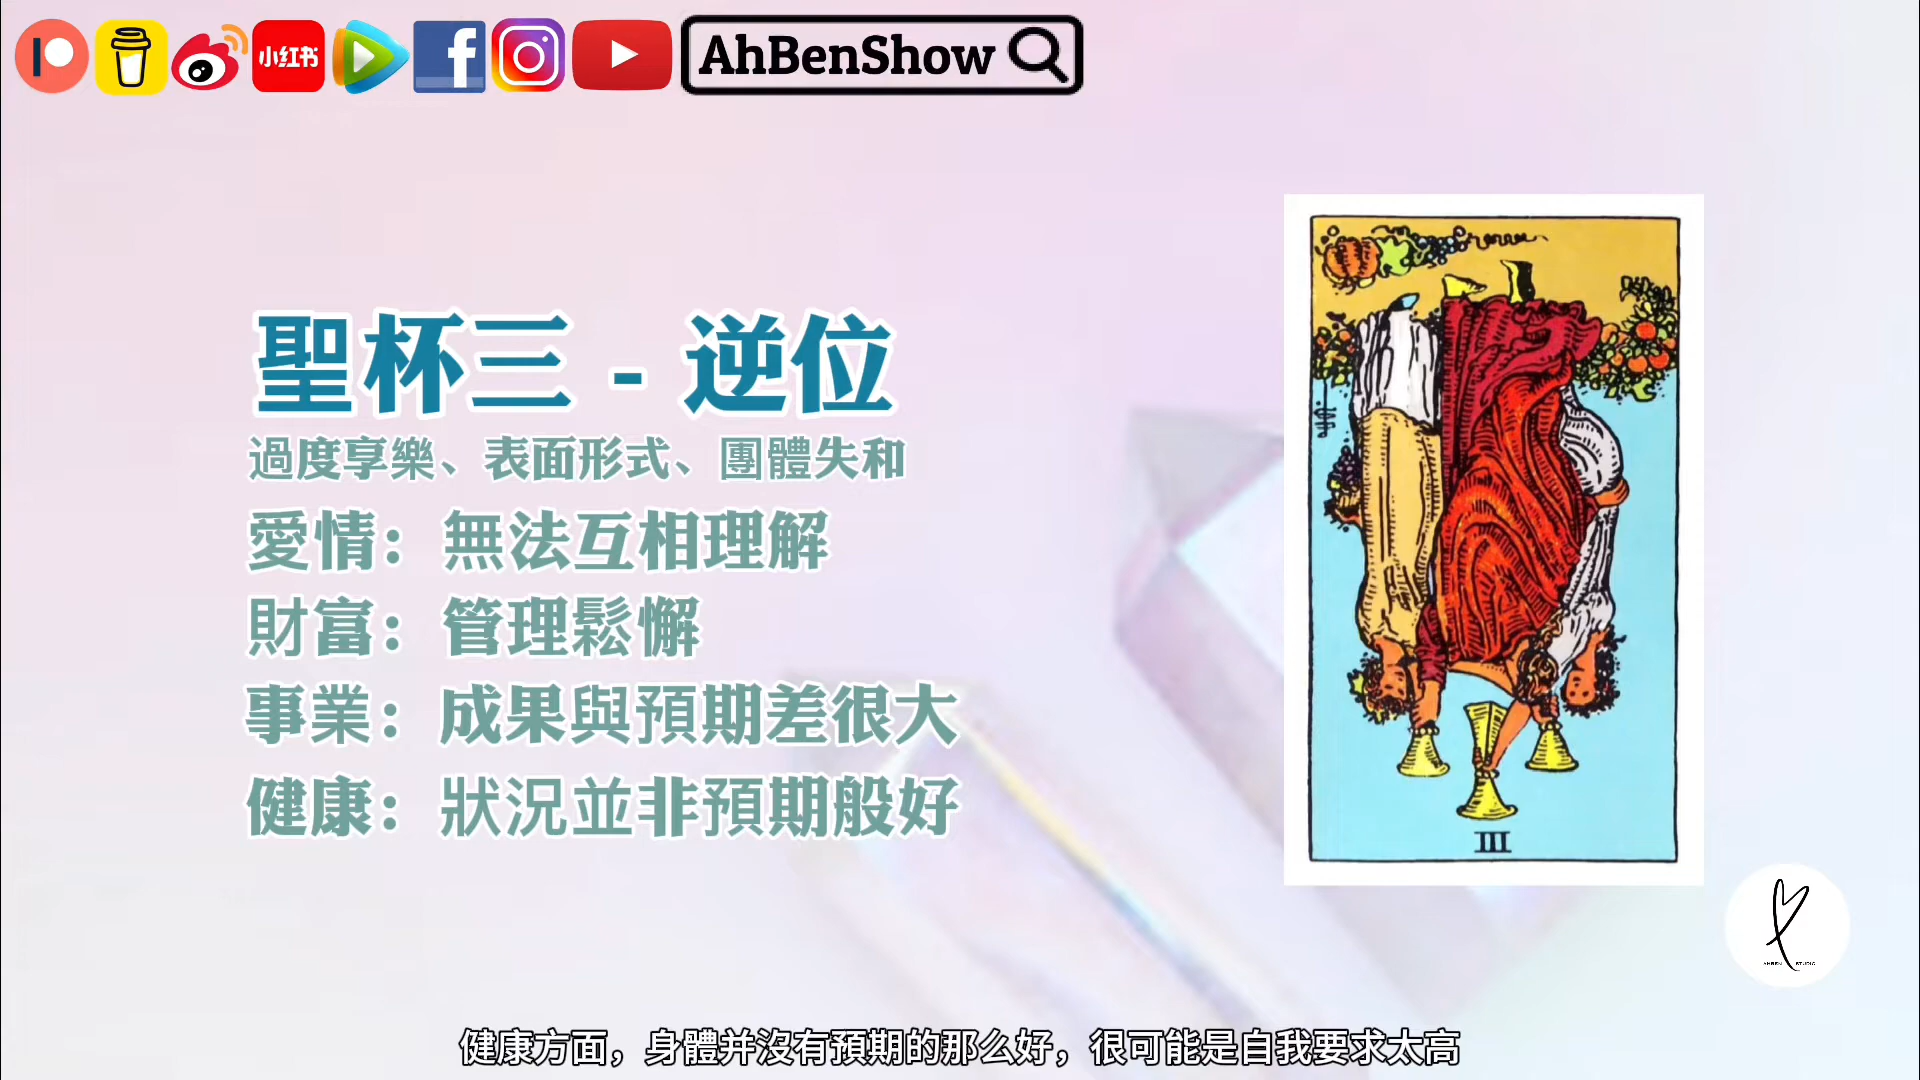 小红书
AhBenShow
聖杯三 - 逆位
過度享樂、表面形式、團體失和
愛情：無法互相理解
財富：管理鬆懈
事業：成果與預期差很大
健康：狀況並非預期般好
III
AHBEN STUDIO
健康方面，身體并沒有預期的那么好，很可能是自我要求太高